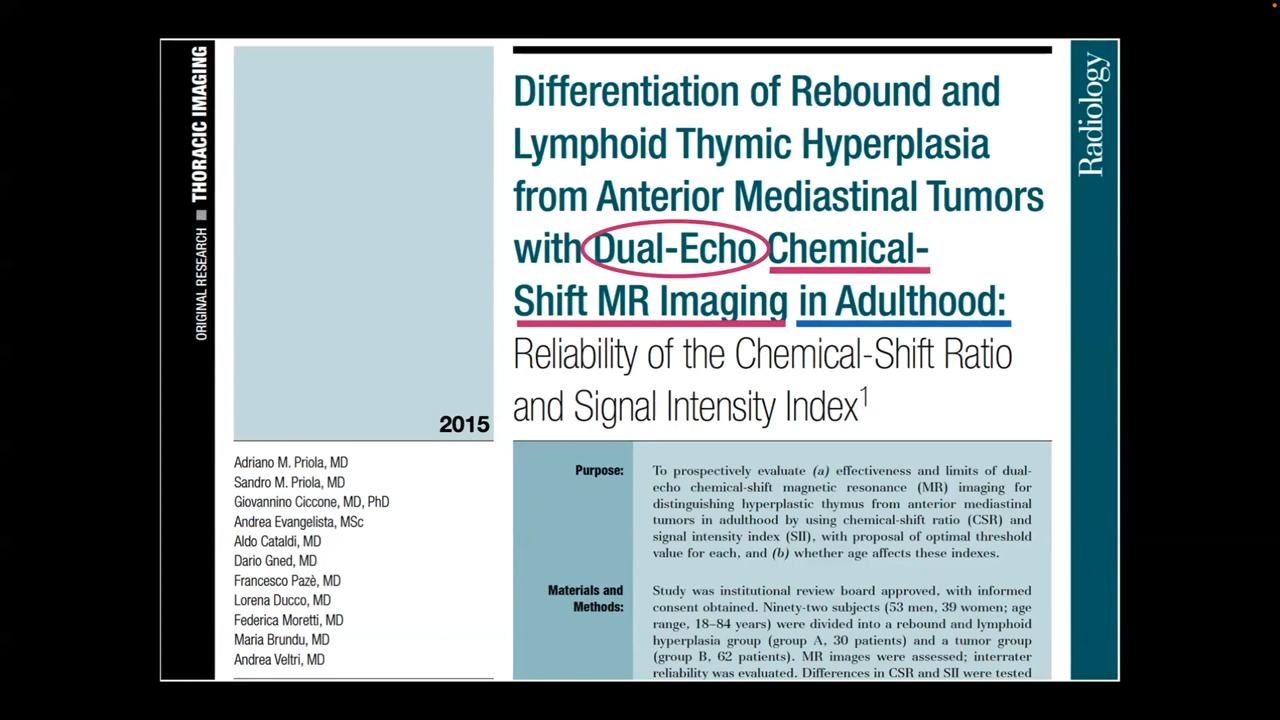 ORIGINAL RESEARCH ■ THORACIC IMAGING
Differentiation of Rebound and
Lymphoid Thymic Hyperplasia
from Anterior Mediastinal Tumors
with Dual-Echo Chemical-
Shift MR Imaging in Adulthood:
Reliability of the Chemical-Shift Ratio
and Signal Intensity Index1
Radiology
2015
Adriano M. Priola, MD
Sandro M. Priola, MD
Giovannino Ciccone, MD, PhD
Andrea Evangelista, MSc
Aldo Cataldi, MD
Dario Gned, MD
Francesco Pazè, MD
Lorena Ducco, MD
Federica Moretti, MD
Maria Brundu, MD
Andrea Veltri, MD
Purpose:
To prospectively evaluate (a) effectiveness and limits of dual-
echo chemical-shift magnetic resonance (MR) imaging for
distinguishing hyperplastic thymus from anterior mediastinal
tumors in adulthood by using chemical-shift ratio (CSR) and
signal intensity index (SII), with proposal of optimal threshold
value for each, and (b) whether age affects these indexes.
Materials and
Methods:
Study was institutional review board approved, with informed
consent obtained. Ninety-two subjects (53 men, 39 women; age
range, 18–84 years) were divided into a rebound and lymphoid
hyperplasia group (group A, 30 patients) and a tumor group
(group B, 62 patients). MR images were assessed; interrater
reliability was evaluated. Differences in CSR and SII were tested